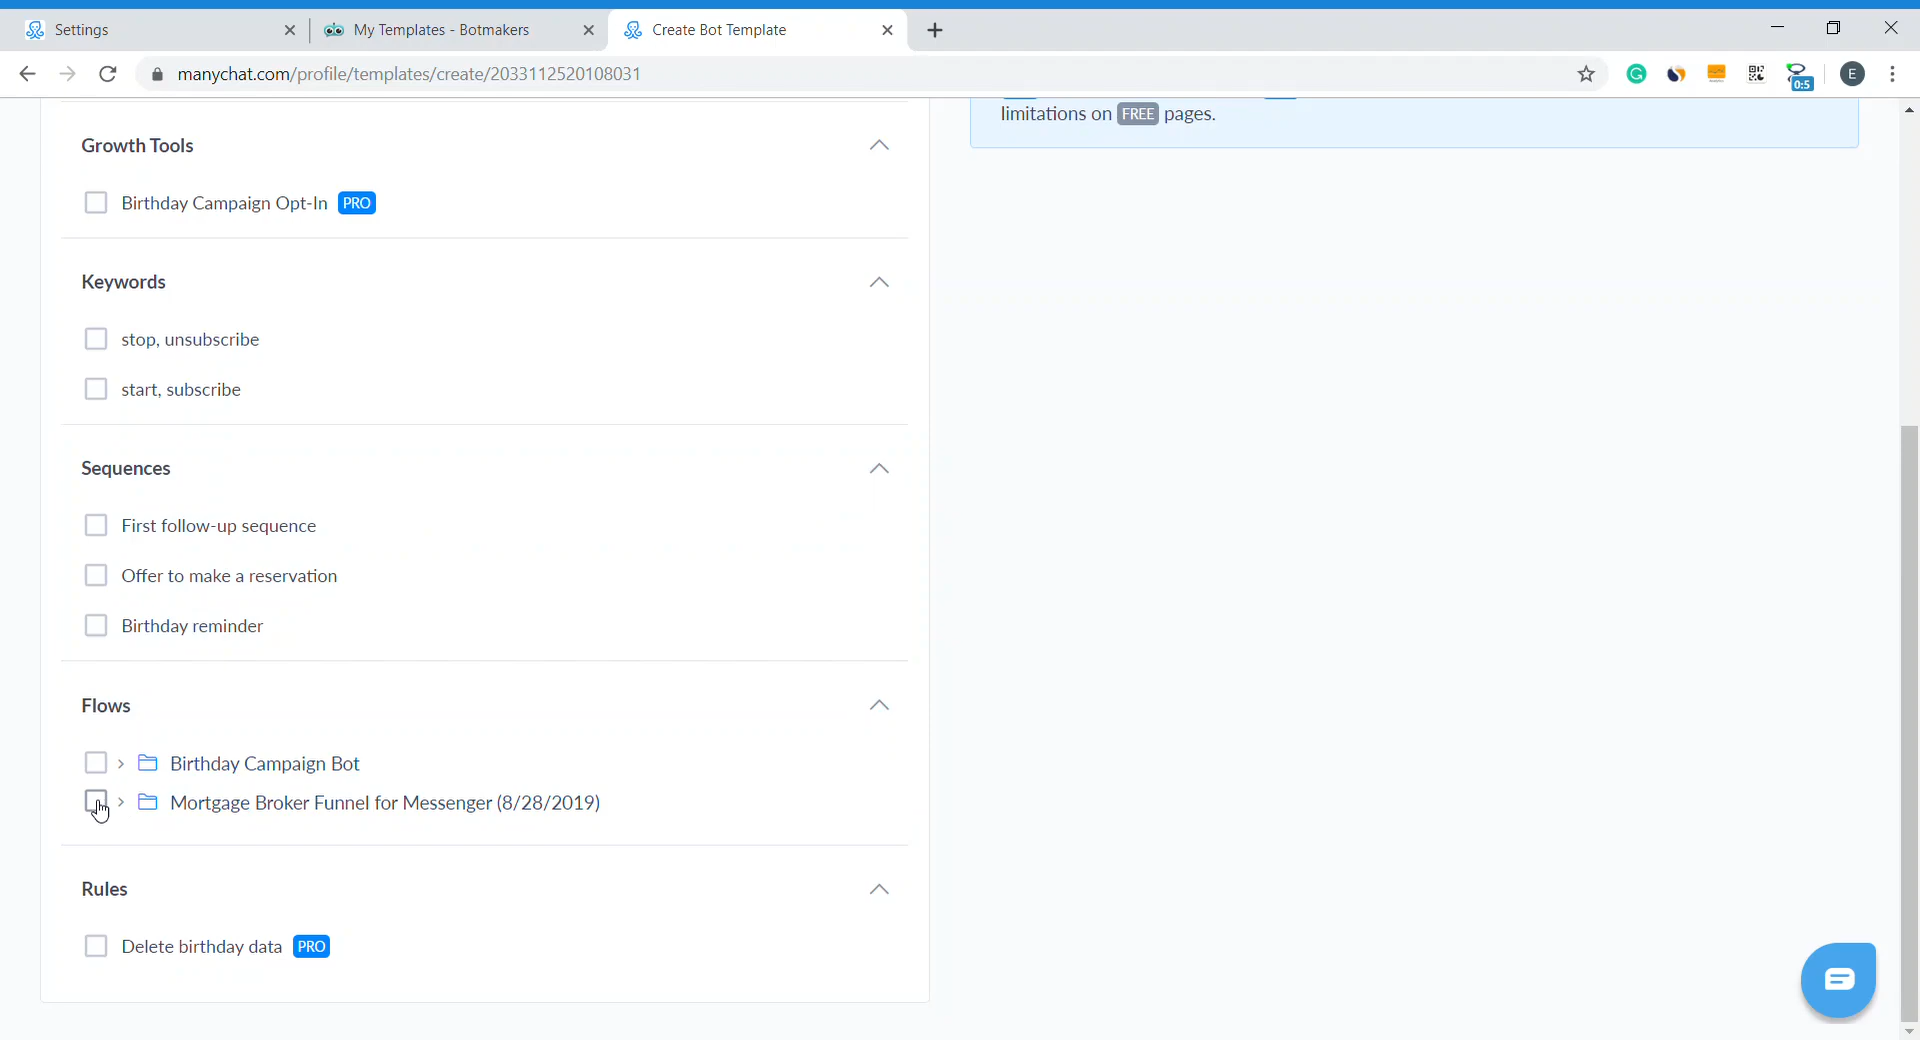 Settings
My Templates - Botmakers
Create Bot Template
manychat.com/profile/templates/create/2033112520108031
0:5
E
limitations on FREE pages.
Growth Tools
Birthday Campaign Opt-In PRO
Keywords
stop, unsubscribe
start, subscribe
Sequences
First follow-up sequence
Offer to make a reservation
Birthday reminder
Flows
Birthday Campaign Bot
Mortgage Broker Funnel for Messenger (8/28/2019)
Rules
Delete birthday data PRO